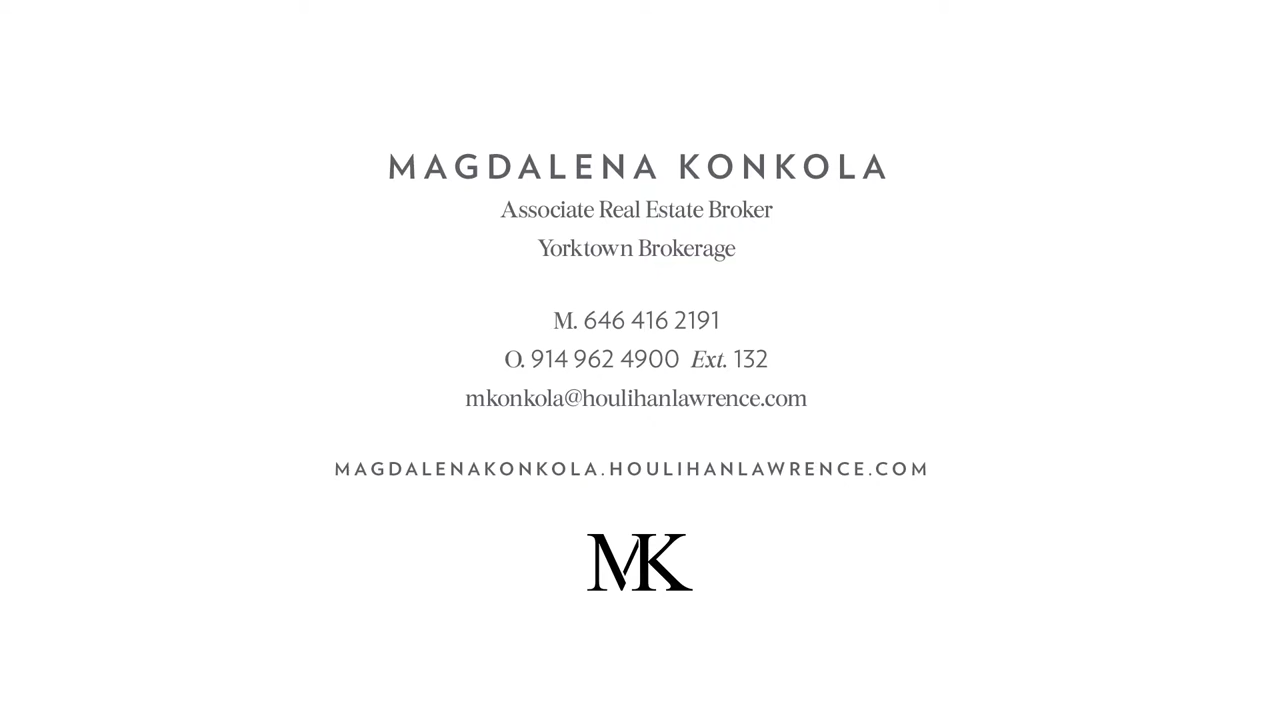 MAGDALENA KONKOLA
Associate Real Estate Broker
Yorktown Brokerage
M. 646 416 2191
O. 914 962 4900 Ext. 132
mkonkola@houlihanlawrence.com
MAGDALENAKONKOLA.HOULIHANLAWRENCE.COM
MK